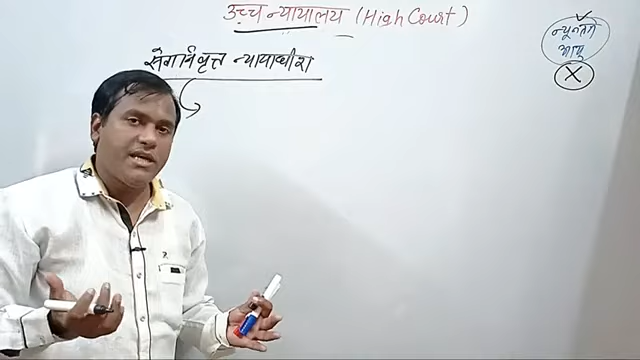 उच्च न्यायालय (High Court)
सेवानिवृत्त न्यायाधीश
न्यूनतम
आयु
X